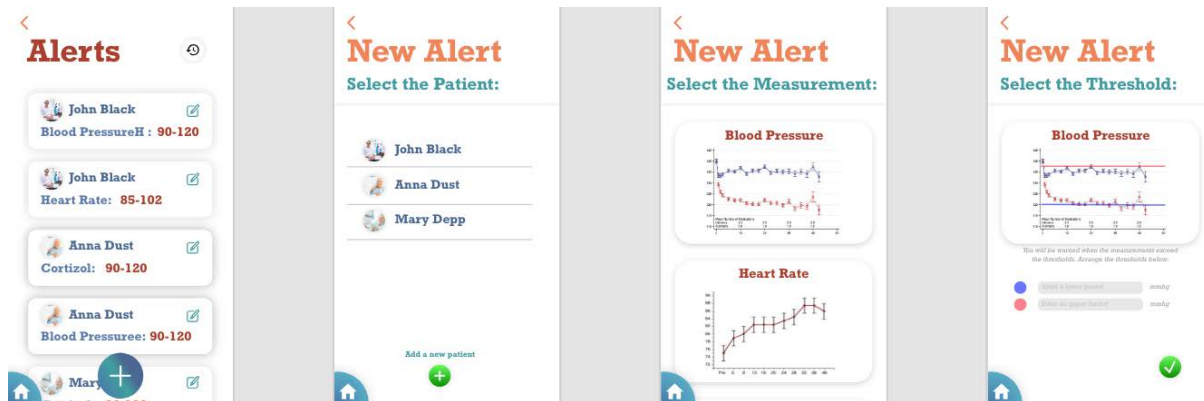 Alerts
John Black
Blood PressureH : 90-120
John Black
Heart Rate: 85-102
Anna Dust
Cortizol: 90-120
Anna Dust
Blood Pressuree: 90-120
Mary
New Alert
Select the Patient:
John Black
Anna Dust
Mary Depp
Add a new patient
New Alert
Select the Measurement:
Blood Pressure
Heart Rate
New Alert
Select the Threshold:
Blood Pressure
You will be warned when the measurements exceed
the thresholds. Arrange the thresholds below:
mmhg
mmhg